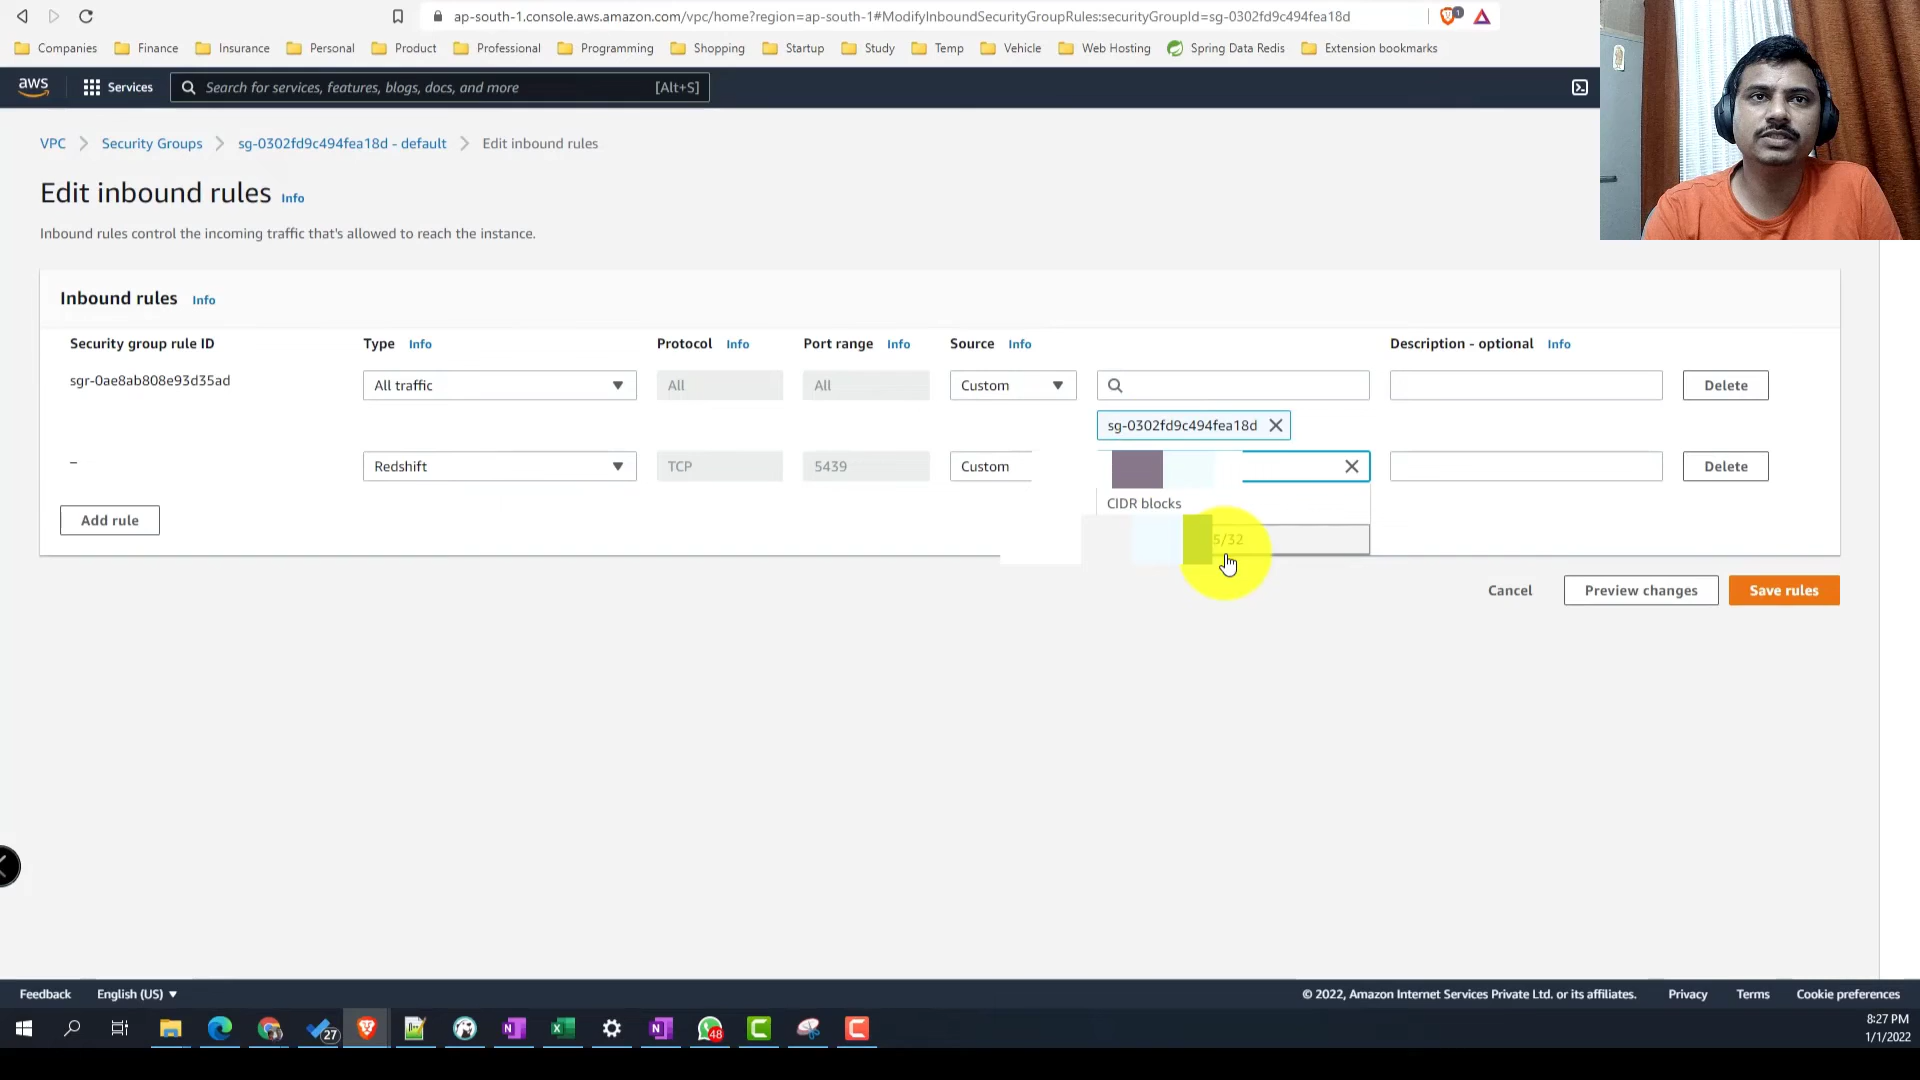 ap-south-1.console.aws.amazon.com/vpc/home?region=ap-south-1#ModifyInboundSecurityGroupRules:securityGroupId=sg-0302fd9c494fea18d
1
Companies Finance Insurance Personal Product Professional Programming Shopping Startup Study Temp Vehicle Web Hosting Spring Data Redis Extension bookmarks
aws Services Search for services, features, blogs, docs, and more [Alt+S]
VPC Security Groups sg-0302fd9c494fea18d - default Edit inbound rules
Edit inbound rules Info
Inbound rules control the incoming traffic that's allowed to reach the instance.
Inbound rules Info
Security group rule ID Type Info Protocol Info Port range Info Source Info Description - optional Info
sgr-0ae8ab808e93d35ad All traffic All All Custom Delete
sg-0302fd9c494fea18d
– Redshift TCP 5439 Custom Delete
CIDR blocks
Add rule
5/32
Cancel Preview changes Save rules
Feedback English (US) © 2022, Amazon Internet Services Private Ltd. or its affiliates. Privacy Terms Cookie preferences
27 48
8:27 PM
1/1/2022